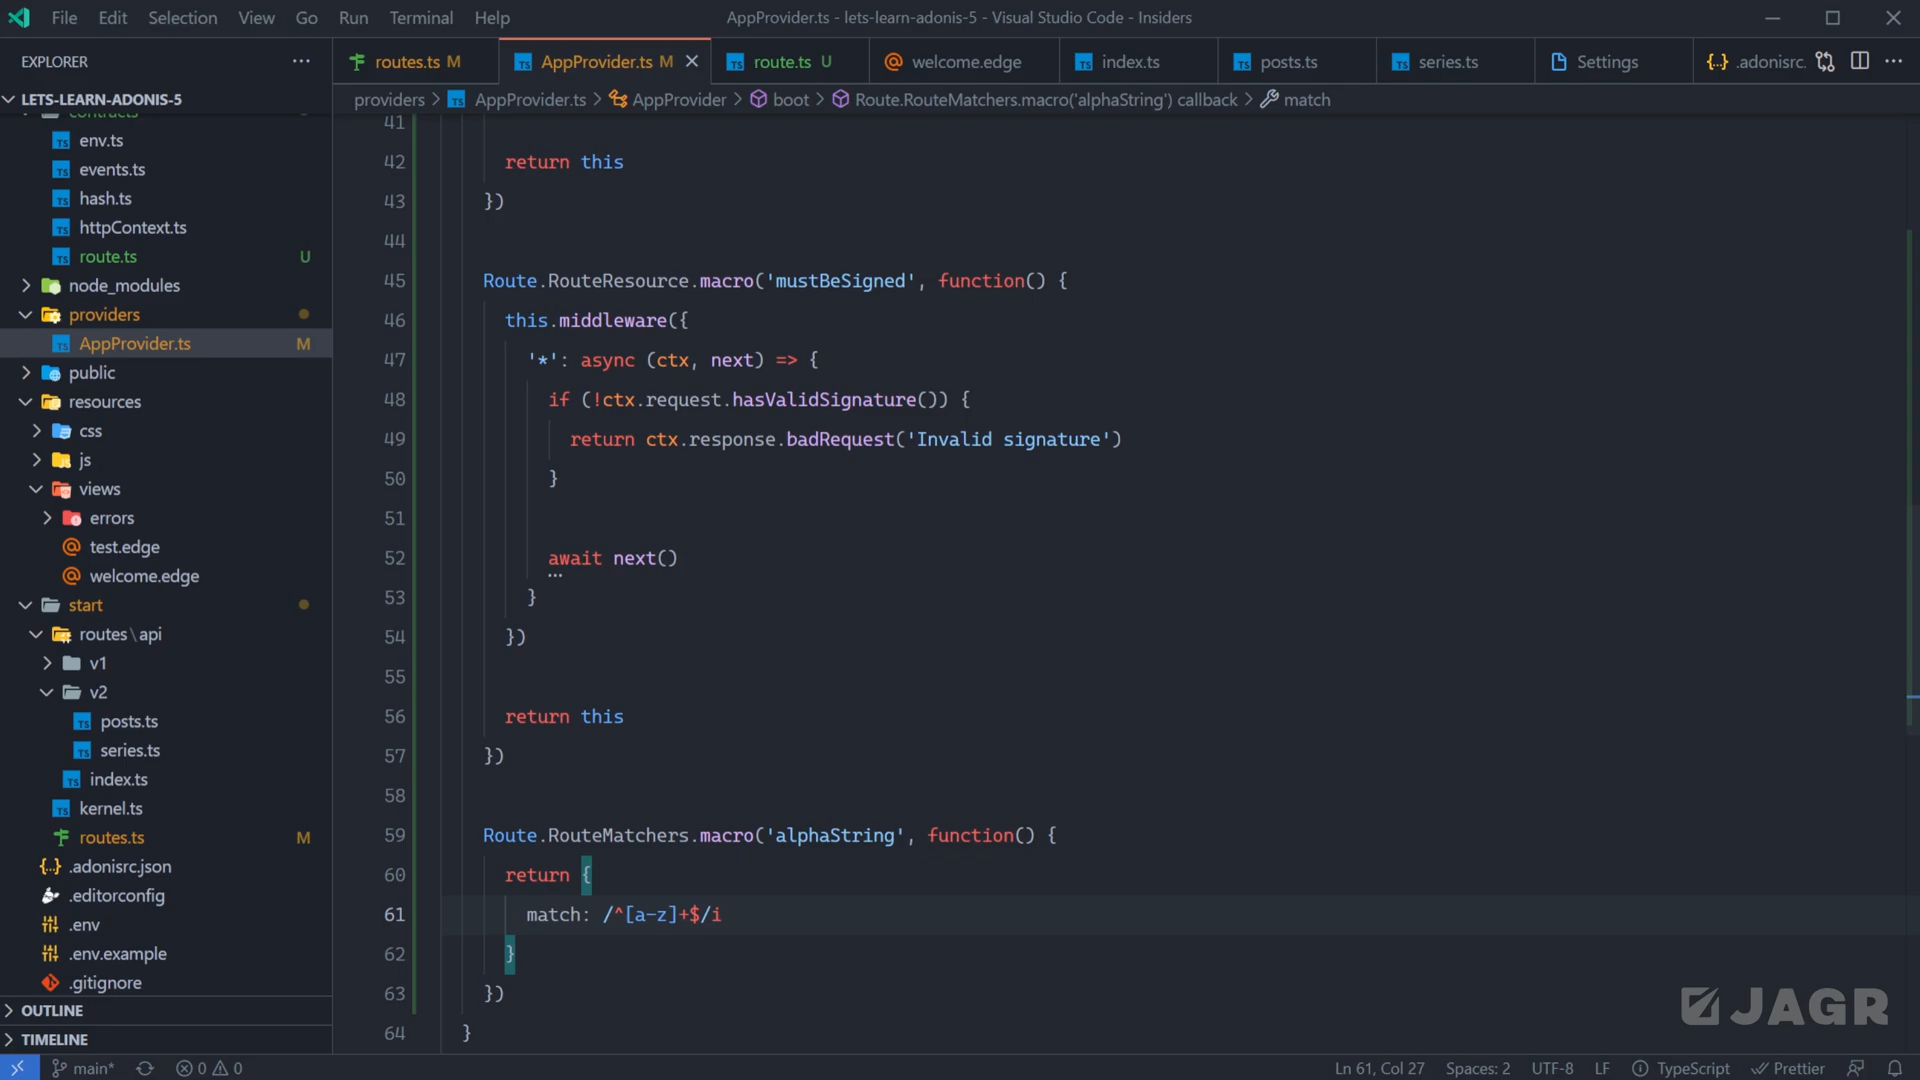 File Edit Selection View Go Run Terminal Help
AppProvider.ts - lets-learn-adonis-5 - Visual Studio Code - Insiders
EXPLORER
routes.ts M
AppProvider.ts M
route.ts U
welcome.edge
index.ts
posts.ts
series.ts
Settings
.adonisrc.
LETS-LEARN-ADONIS-5
contracts
env.ts
events.ts
hash.ts
httpContext.ts
route.ts U
node_modules
providers
AppProvider.ts M
public
resources
css
js
views
errors
test.edge
welcome.edge
start
routes\api
v1
v2
posts.ts
series.ts
index.ts
kernel.ts
routes.ts M
.adonisrc.json
.editorconfig
.env
.env.example
.gitignore
OUTLINE
TIMELINE
providers > AppProvider.ts > AppProvider > boot > Route.RouteMatchers.macro('alphaString') callback > match
41
42 return this
43 })
44
45 Route.RouteResource.macro('mustBeSigned', function() {
46 this.middleware({
47 '*': async (ctx, next) => {
48 if (!ctx.request.hasValidSignature()) {
49 return ctx.response.badRequest('Invalid signature')
50 }
51
52 await next()
53 }
54 })
55
56 return this
57 })
58
59 Route.RouteMatchers.macro('alphaString', function() {
60 return {
61 match: /^[a-z]+$/i
62 }
63 })
64 }
JAGR
main* 0 0
Ln 61, Col 27 Spaces: 2 UTF-8 LF TypeScript Prettier